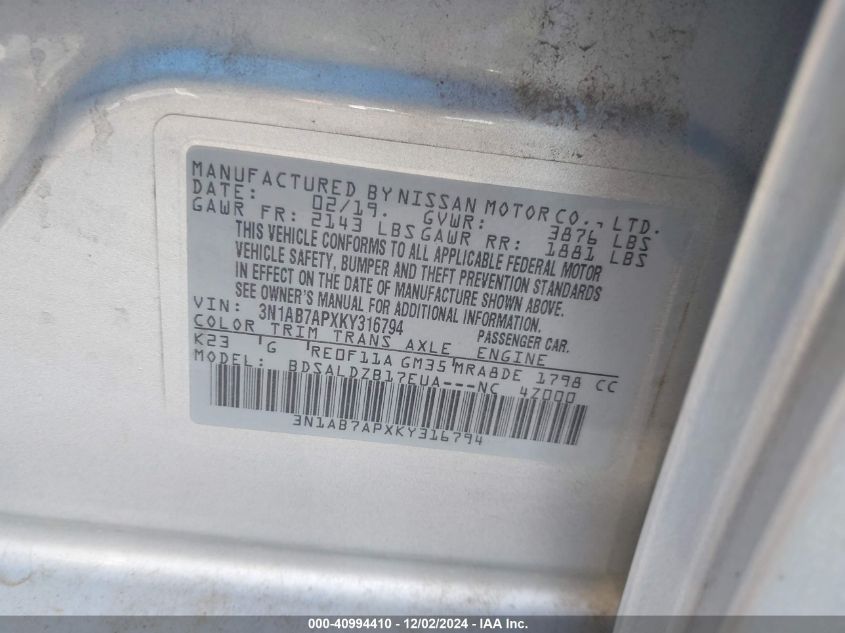 MANUFACTURED BY NISSAN MOTOR CO., LTD.
DATE: 02/19. GVWR: 3876 LBS
GAWR FR: 2143 LBS GAWR RR: 1881 LBS
THIS VEHICLE CONFORMS TO ALL APPLICABLE FEDERAL MOTOR
VEHICLE SAFETY, BUMPER AND THEFT PREVENTION STANDARDS
IN EFFECT ON THE DATE OF MANUFACTURE SHOWN ABOVE.
SEE OWNER'S MANUAL FOR ADDITIONAL INFORMATION.
VIN: 3N1AB7APXKY316794 PASSENGER CAR.
COLOR TRIM TRANS AXLE ENGINE
K23 G RE0F11A GM35 MRA8DE 1798 CC
MODEL: BDSALDZB17EUA---NC 47000
3N1AB7APXKY316794
000-40994410 - 12/02/2024 - IAA Inc.